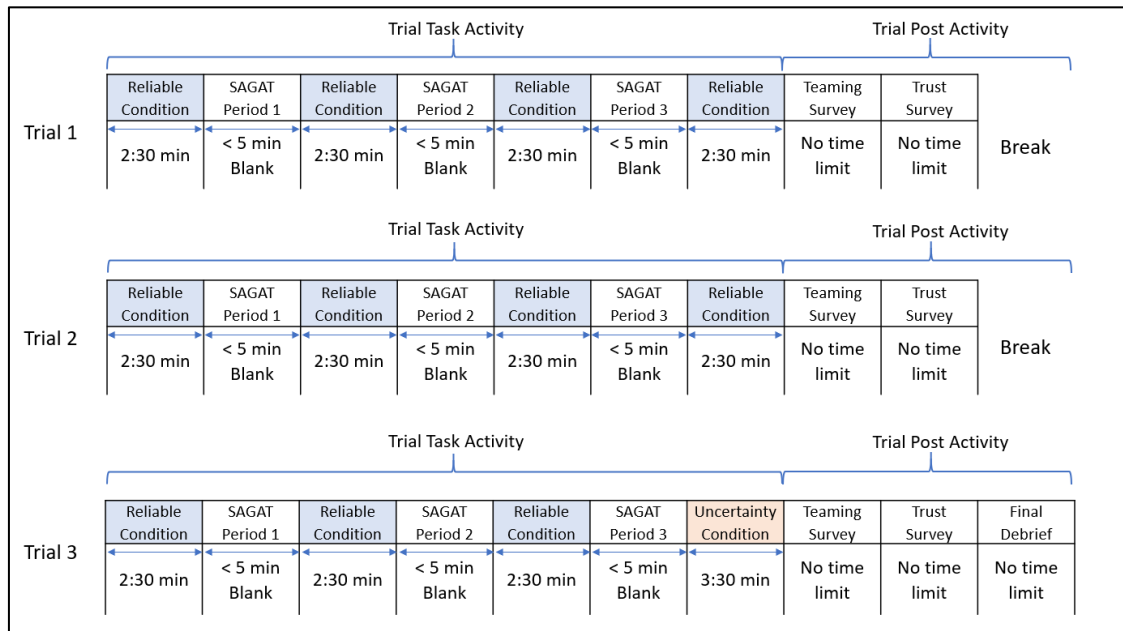 Trial Task Activity Trial Post Activity
Reliable SAGAT Reliable SAGAT Reliable SAGAT Reliable Teaming Trust
Condition Period 1 Condition Period 2 Condition Period 3 Condition Survey Survey
Trial 1
2:30 min < 5 min 2:30 min < 5 min 2:30 min < 5 min 2:30 min No time No time Break
Blank Blank Blank limit limit
Trial Task Activity Trial Post Activity
Reliable SAGAT Reliable SAGAT Reliable SAGAT Reliable Teaming Trust
Condition Period 1 Condition Period 2 Condition Period 3 Condition Survey Survey
Trial 2
2:30 min < 5 min 2:30 min < 5 min 2:30 min < 5 min 2:30 min No time No time Break
Blank Blank Blank limit limit
Trial Task Activity Trial Post Activity
Reliable SAGAT Reliable SAGAT Reliable SAGAT Uncertainty Teaming Trust Final
Condition Period 1 Condition Period 2 Condition Period 3 Condition Survey Survey Debrief
Trial 3
2:30 min < 5 min 2:30 min < 5 min 2:30 min < 5 min 3:30 min No time No time No time
Blank Blank Blank limit limit limit